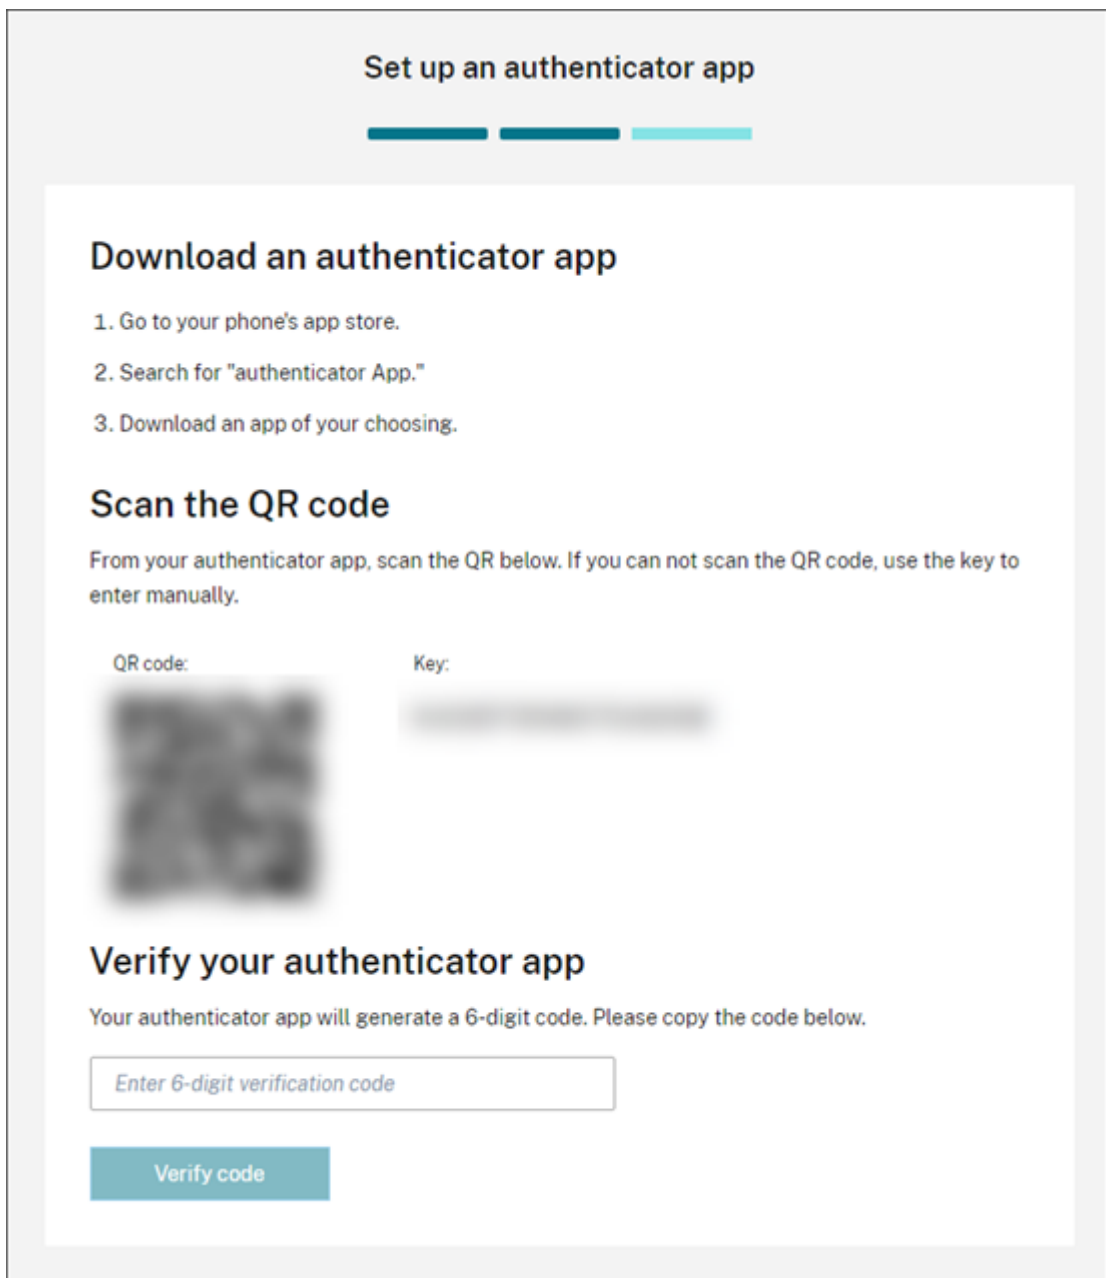 Set up an authenticator app
Download an authenticator app
1. Go to your phone's app store.
2. Search for "authenticator App."
3. Download an app of your choosing.
Scan the QR code
From your authenticator app, scan the QR below. If you can not scan the QR code, use the key to
enter manually.
QR code:
Key:
Verify your authenticator app
Your authenticator app will generate a 6-digit code. Please copy the code below.
Enter 6-digit verification code
Verify code